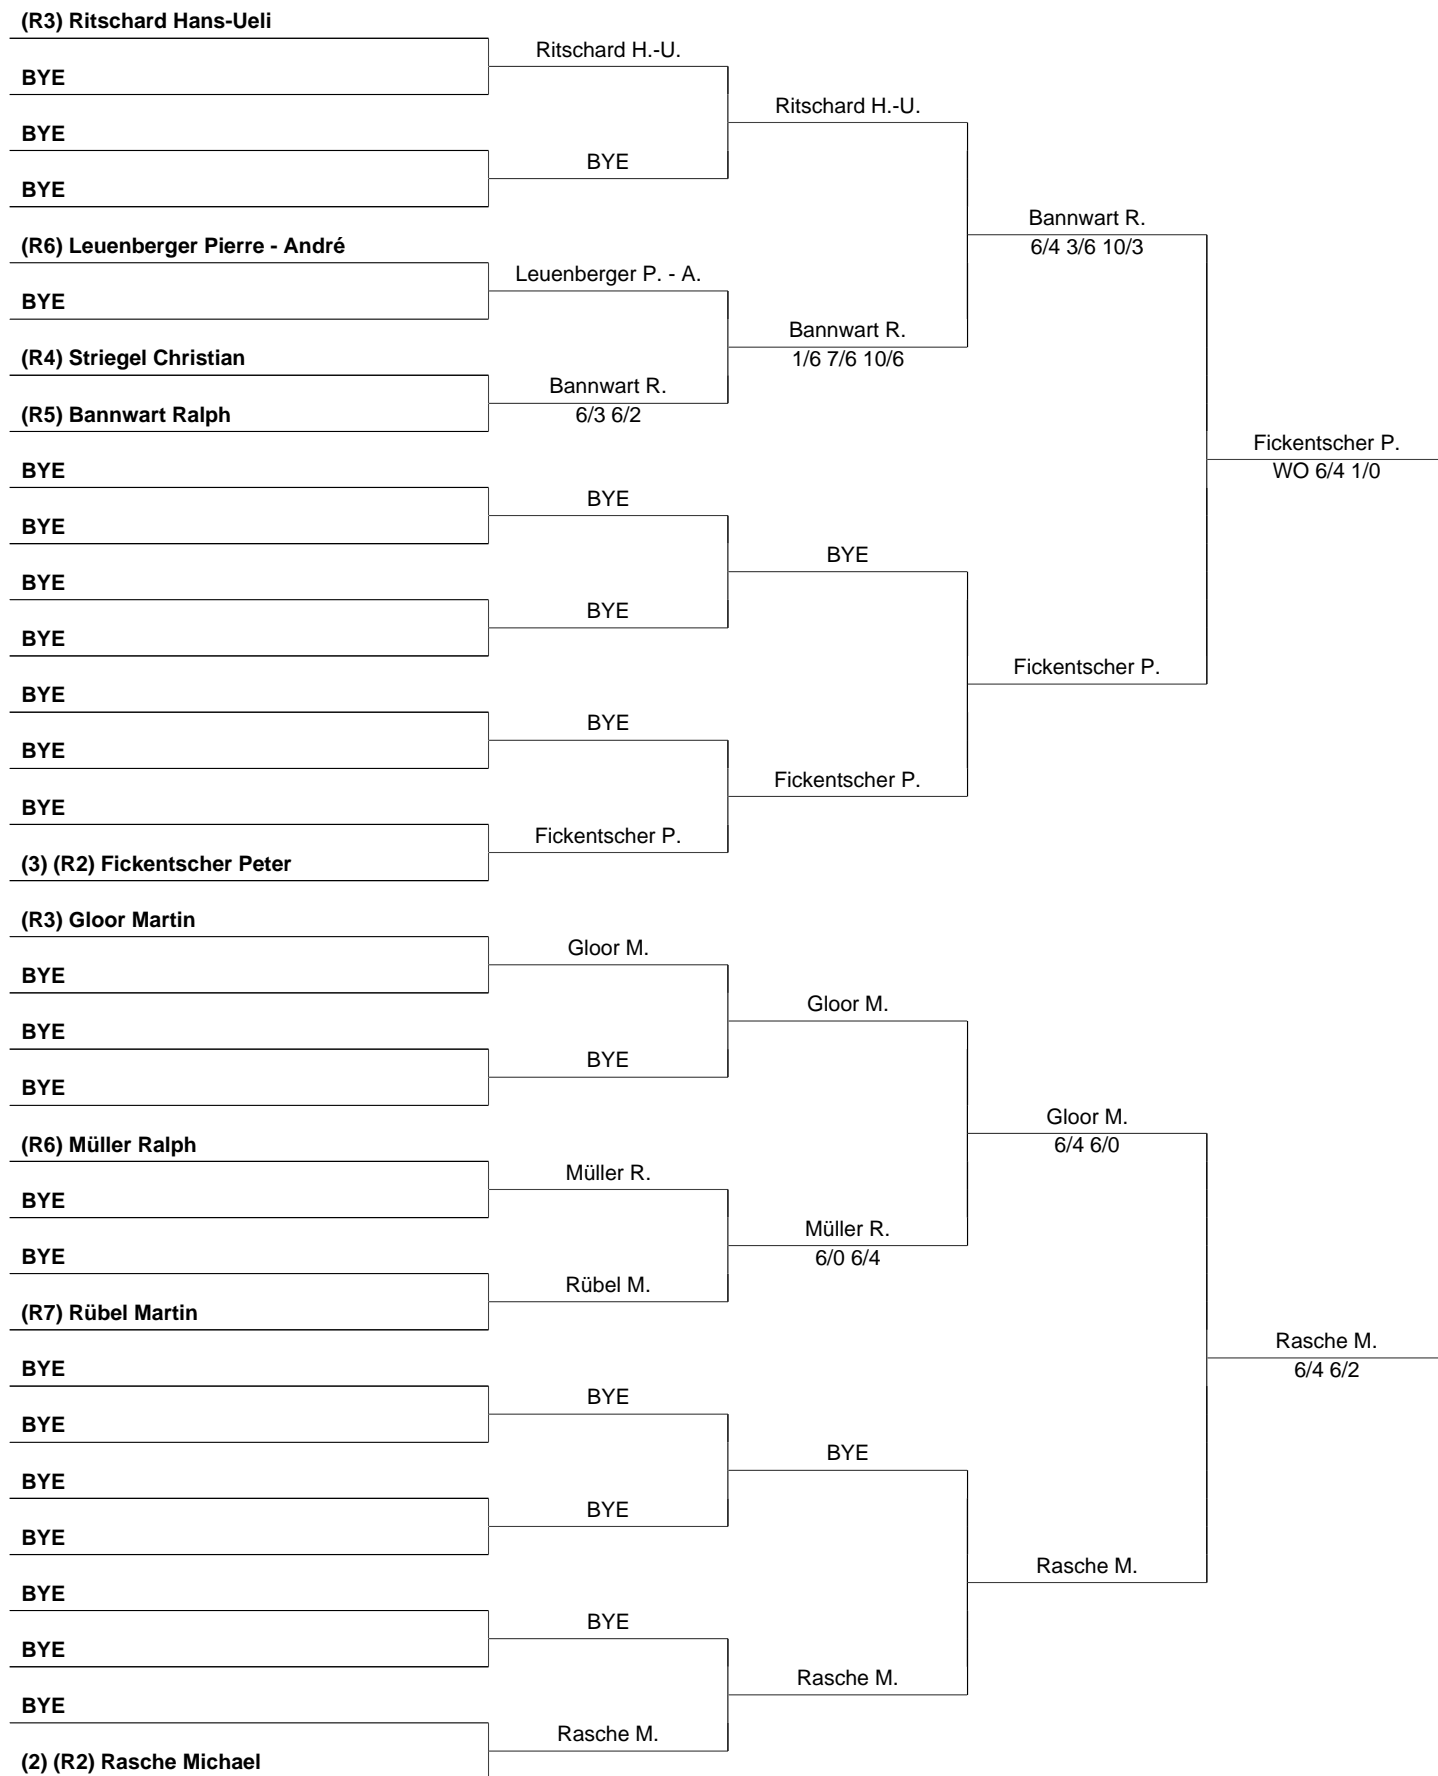 (R3) Ritschard Hans-Ueli
Ritschard H.-U.
BYE
Ritschard H.-U.
BYE
BYE
BYE
Bannwart R.
6/4 3/6 10/3
(R6) Leuenberger Pierre - André
Leuenberger P. - A.
BYE
Bannwart R.
1/6 7/6 10/6
(R4) Striegel Christian
Bannwart R.
6/3 6/2
(R5) Bannwart Ralph
Fickentscher P.
WO 6/4 1/0
BYE
BYE
BYE
BYE
BYE
BYE
BYE
Fickentscher P.
BYE
BYE
BYE
Fickentscher P.
BYE
Fickentscher P.
(3) (R2) Fickentscher Peter
(R3) Gloor Martin
Gloor M.
BYE
Gloor M.
BYE
BYE
BYE
Gloor M.
6/4 6/0
(R6) Müller Ralph
Müller R.
BYE
Müller R.
6/0 6/4
BYE
Rübel M.
(R7) Rübel Martin
Rasche M.
6/4 6/2
BYE
BYE
BYE
BYE
BYE
BYE
BYE
Rasche M.
BYE
BYE
BYE
Rasche M.
BYE
Rasche M.
(2) (R2) Rasche Michael